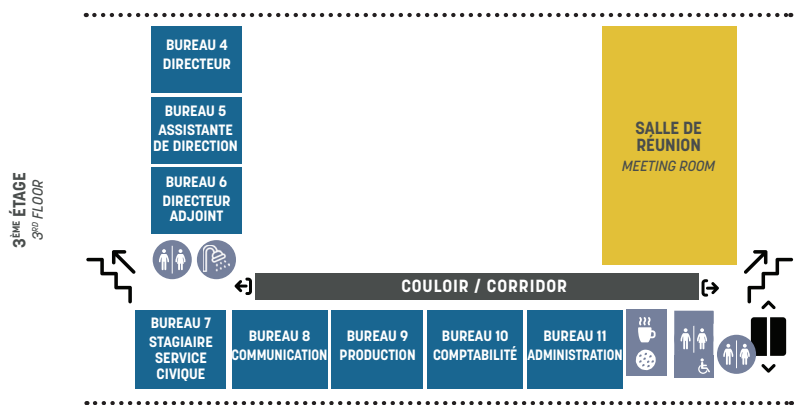 3ÈME ÉTAGE
3RD FLOOR
BUREAU 4
DIRECTEUR
BUREAU 5
ASSISTANTE
DE DIRECTION
BUREAU 6
DIRECTEUR
ADJOINT
SALLE DE
RÉUNION
MEETING ROOM
COULOIR / CORRIDOR
BUREAU 7
STAGIAIRE
SERVICE
CIVIQUE
BUREAU 8
COMMUNICATION
BUREAU 9
PRODUCTION
BUREAU 10
COMPTABILITÉ
BUREAU 11
ADMINISTRATION